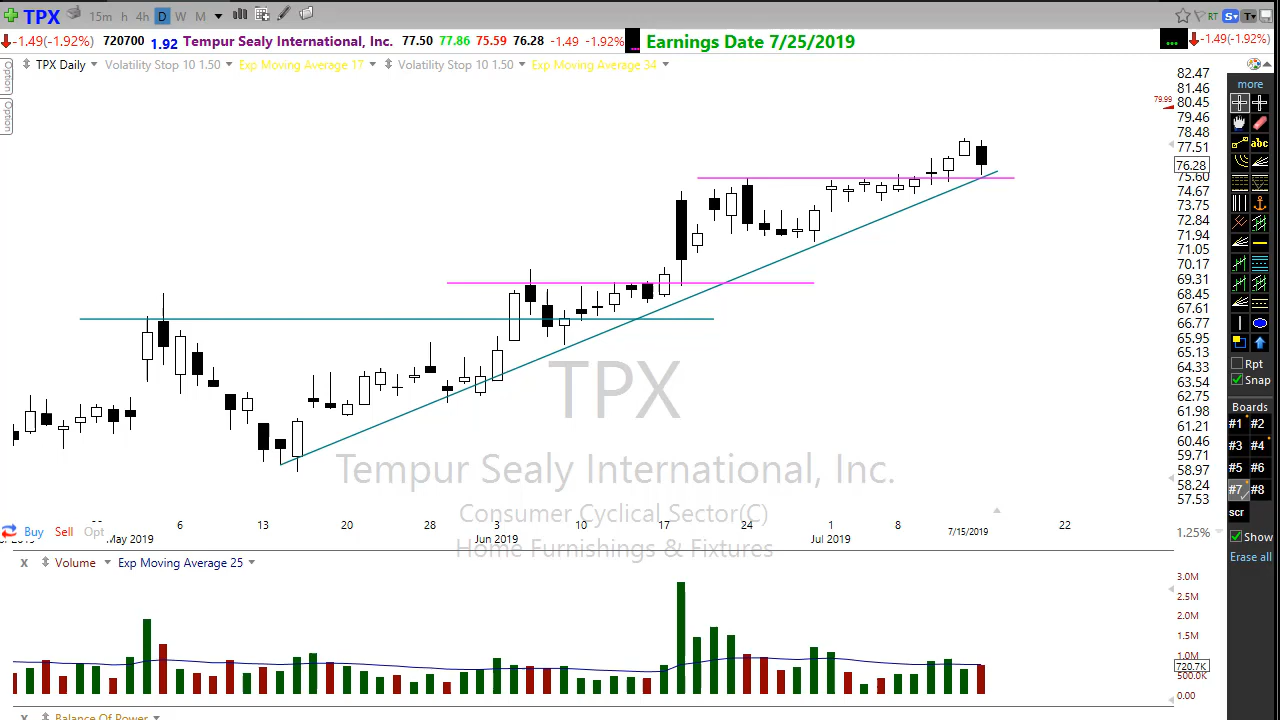 TPX 15m h 4h D W M RT S T
-1.49(-1.92%) 720700 1.92 Tempur Sealy International, Inc. 77.50 77.86 75.59 76.28 -1.49 -1.92% ... Earnings Date 7/25/2019 ... -1.49(-1.92%)
Option
Option
TPX Daily Volatility Stop 10 1.50 Exp Moving Average 17 Volatility Stop 10 1.50 Exp Moving Average 34
82.47
81.46
79.99
80.45
79.46
78.48
77.51
76.28
75.60
74.67
73.75
72.84
71.94
71.05
70.17
69.31
68.45
67.61
66.77
65.95
65.13
64.33
63.54
62.75
61.98
61.21
60.46
59.71
58.97
58.24
57.53
1.25%
more
abc
Rpt
Snap
Boards
#1 #2
#3 #4
#5 #6
#7 #8
scr
Show
Erase all
TPX
Tempur Sealy International, Inc.
Consumer Cyclical Sector(C)
Home Furnishings & Fixtures
6 13 20 28 3 10 17 24 1 8 7/15/2019 22
Buy Sell Opt
May 2019 Jun 2019 Jul 2019
x Volume Exp Moving Average 25
3.0M
2.5M
2.0M
1.5M
1.0M
720.7K
500.0K
0.00
x Balance Of Power